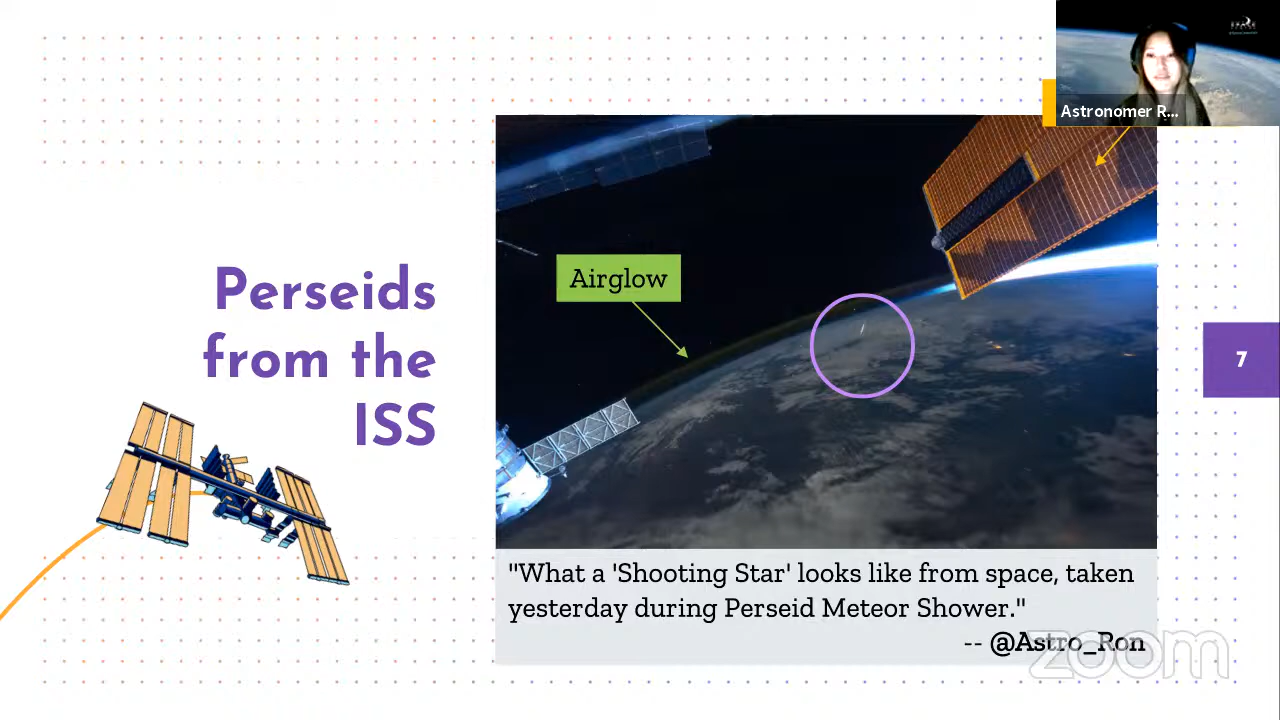 Astronomer R...
Perseids
from the
ISS
Airglow
7
"What a 'Shooting Star' looks like from space, taken
yesterday during Perseid Meteor Shower."
-- @Astro_Ron
zoom